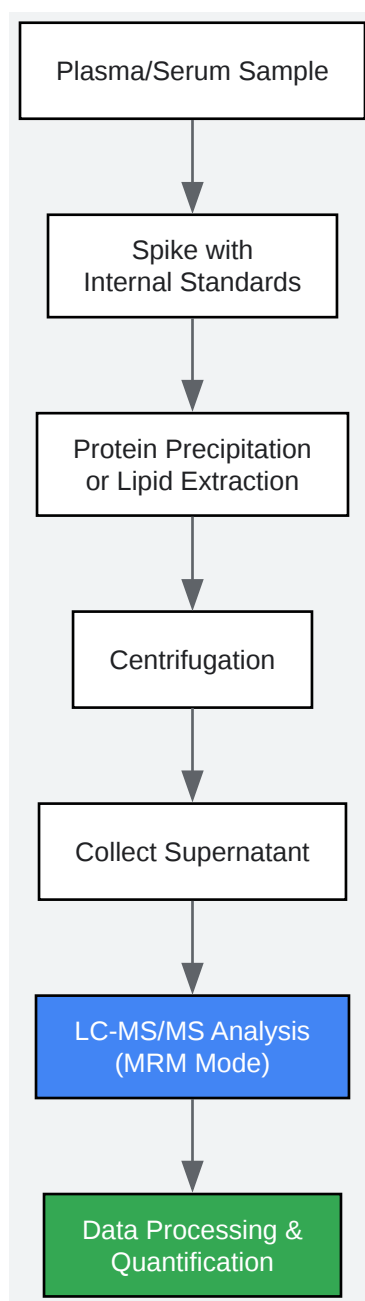 Plasma/Serum Sample
Spike with
Internal Standards
Protein Precipitation
or Lipid Extraction
Centrifugation
Collect Supernatant
LC-MS/MS Analysis
(MRM Mode)
Data Processing &
Quantification